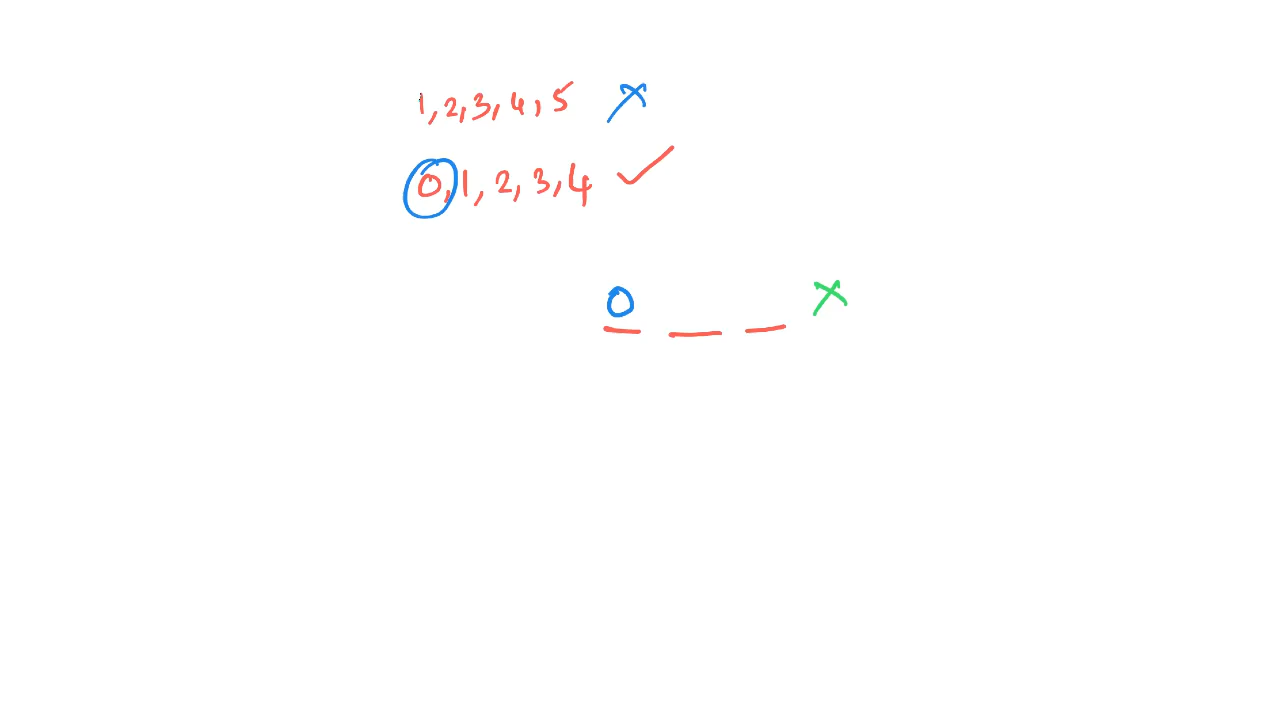 1, 2, 3, 4, 5 ✗
0, 1, 2, 3, 4 ✓
0 _ _ ✗